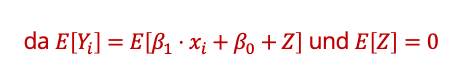 da E[Yᵢ] = E[β₁ · xᵢ + β₀ + Z] und E[Z] = 0